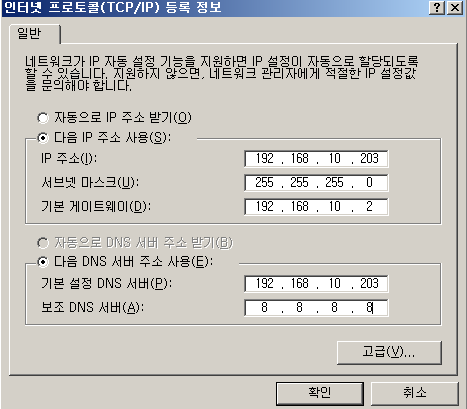 인터넷 프로토콜(TCP/IP) 등록 정보
일반
네트워크가 IP 자동 설정 기능을 지원하면 IP 설정이 자동으로 할당되도록
할 수 있습니다. 지원하지 않으면, 네트워크 관리자에게 적절한 IP 설정값
을 문의해야 합니다.
자동으로 IP 주소 받기(O)
다음 IP 주소 사용(S):
IP 주소(I): 192 . 168 . 10 . 203
서브넷 마스크(U): 255 . 255 . 255 . 0
기본 게이트웨이(D): 192 . 168 . 10 . 2
자동으로 DNS 서버 주소 받기(B)
다음 DNS 서버 주소 사용(E):
기본 설정 DNS 서버(P): 192 . 168 . 10 . 203
보조 DNS 서버(A): 8 . 8 . 8 . 8
고급(V)...
확인 취소